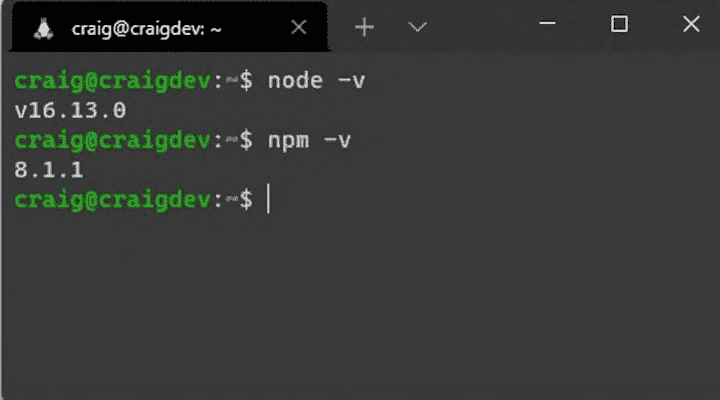 craig@craigdev: ~
craig@craigdev:~$ node -v
v16.13.0
craig@craigdev:~$ npm -v
8.1.1
craig@craigdev:~$